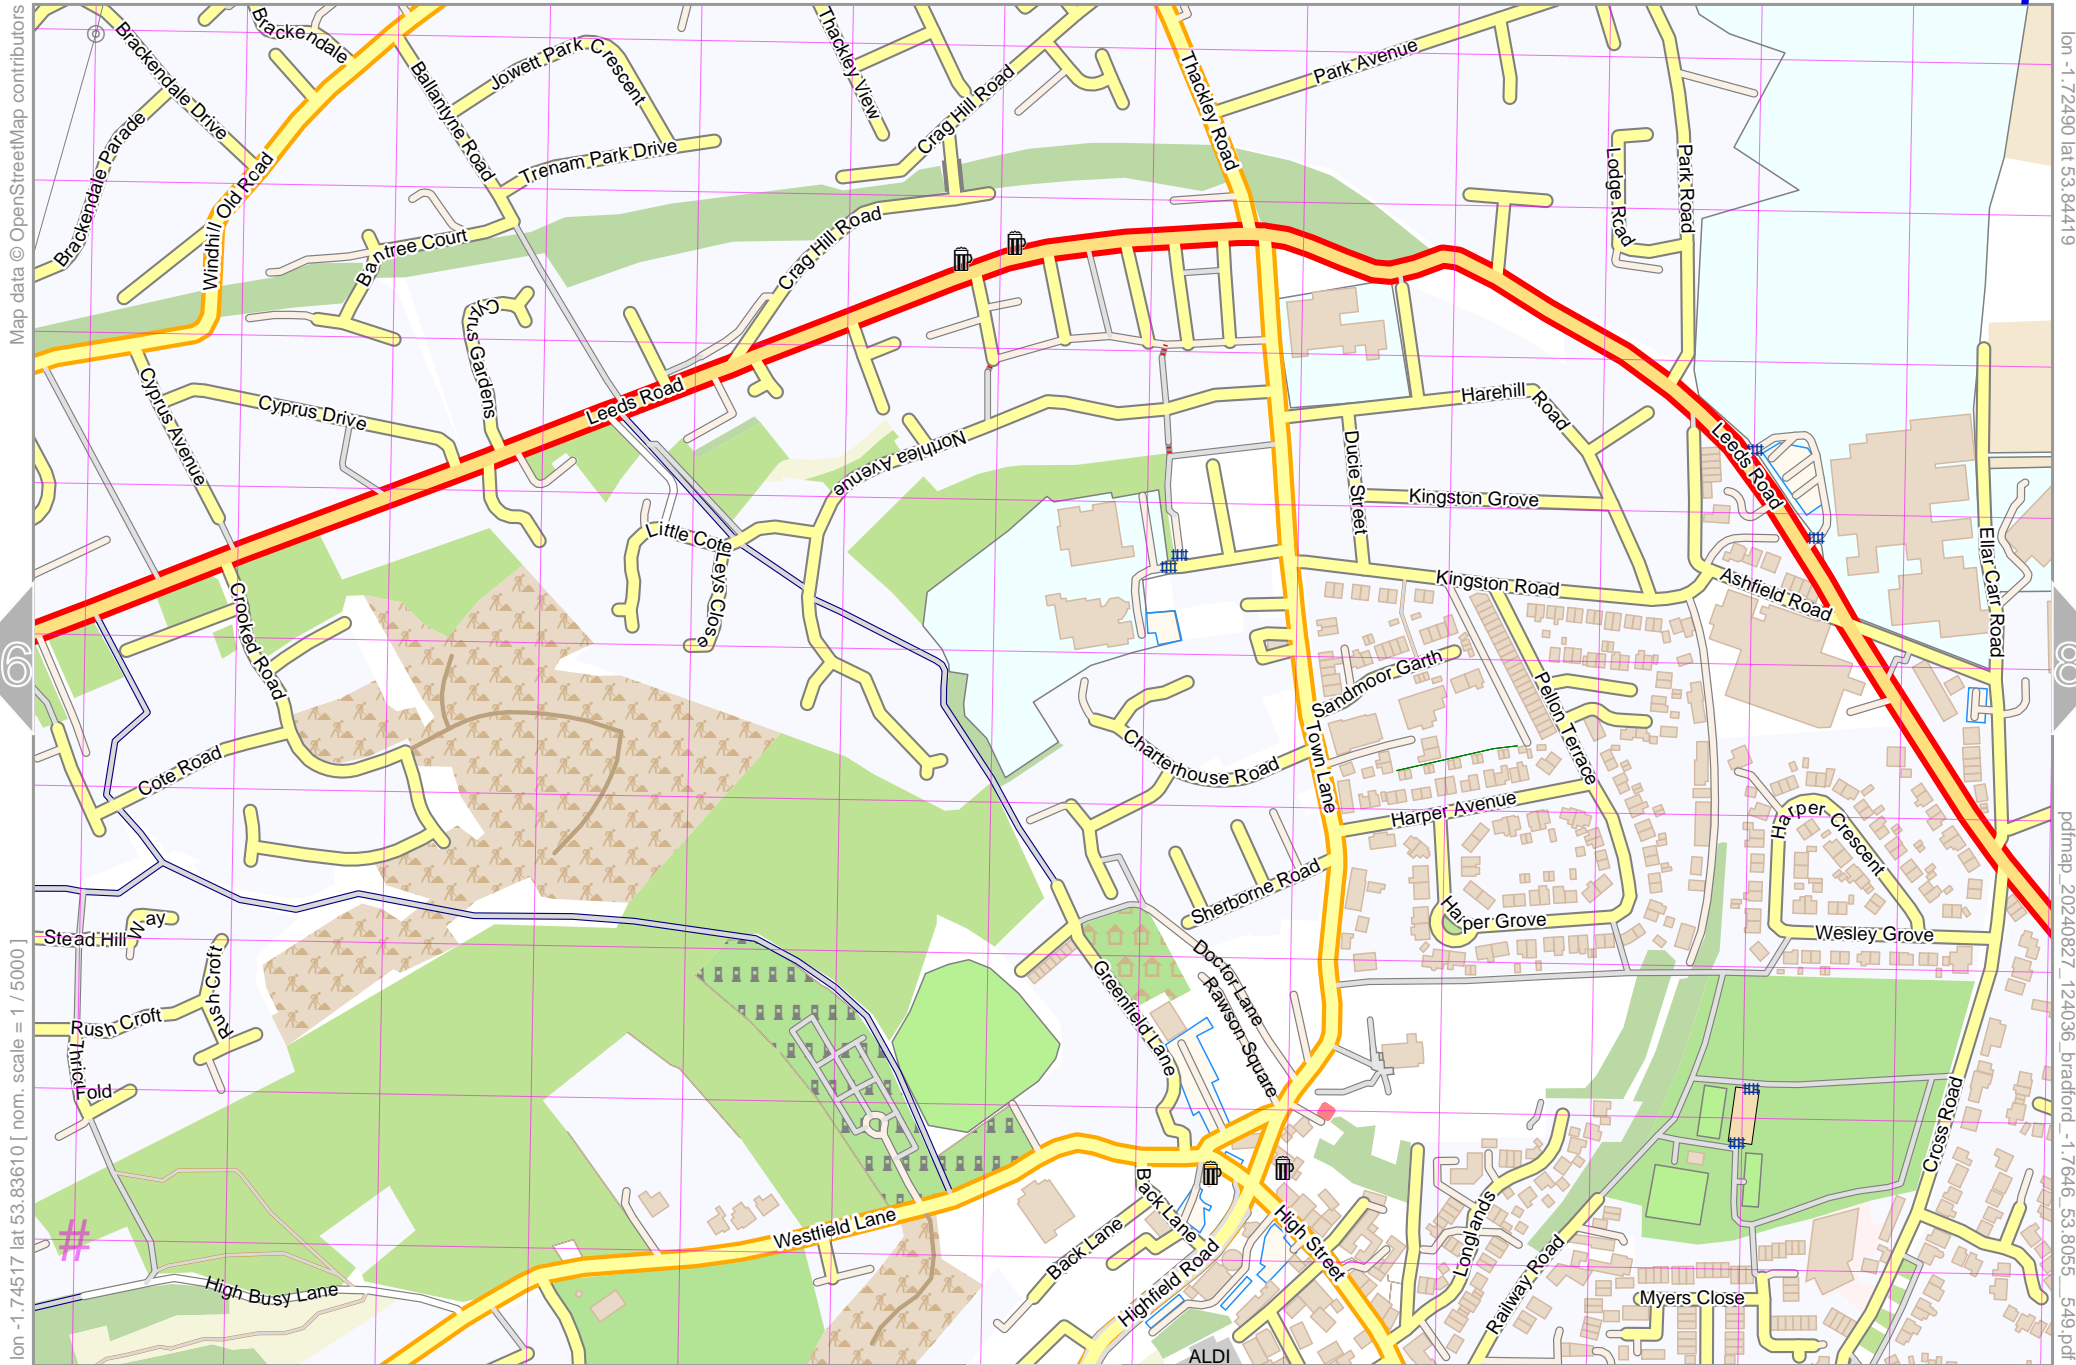 Map data © OpenStreetMap contributors
lon -1.74517 lat 53.83610 [ nom. scale = 1 / 5000 ]
lon -1.72490 lat 53.84419
pdfmap_20240827_124036_bradford_-1.7646_53.8055__549.pdf
6
8
Brackendale Drive
Brackendale
Brackendale Parade
Windhill Old Road
Ballantyne Road
Jowett Park Crescent
Trenam Park Drive
Bantree Court
Thackley View
Crag Hill Road
Crag Hill Road
Thackley Road
Park Avenue
Lodge Road
Park Road
Cyprus Avenue
Cyprus Drive
Cyprus Gardens
Leeds Road
Northlea Avenue
Harehill Road
Ducie Street
Kingston Grove
Kingston Road
Leeds Road
Ashfield Road
Ellar Carr Road
Little Cote
Leys Close
Crooked Road
Cote Road
Sandmoor Garth
Charterhouse Road
Town Lane
Pellon Terrace
Harper Avenue
Harper Crescent
Harper Grove
Wesley Grove
Sherborne Road
Stead Hill Way
Rush Croft
Rush Croft
Fold
Doctor Lane
Rawson Square
Greenfield Lane
Westfield Lane
High Busy Lane
Back Lane
Back Lane
Highfield Road
High Street
Longlands
Railway Road
Cross Road
Myers Close
ALDI
#